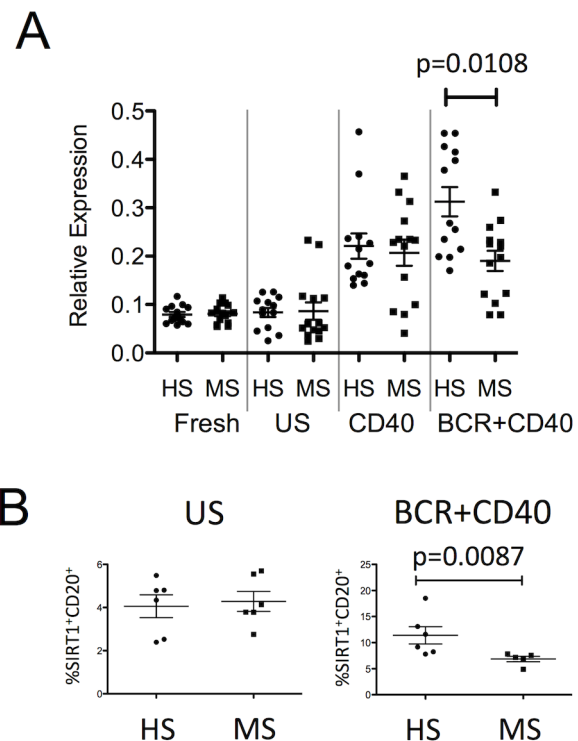 A
p=0.0108
Relative Expression
0.5
0.4
0.3
0.2
0.1
0.0
HS MS HS MS HS MS HS MS
Fresh US CD40 BCR+CD40
B
US
%SIRT1+CD20+
6
4
2
0
HS MS
BCR+CD40
p=0.0087
%SIRT1+CD20+
25
20
15
10
5
0
HS MS